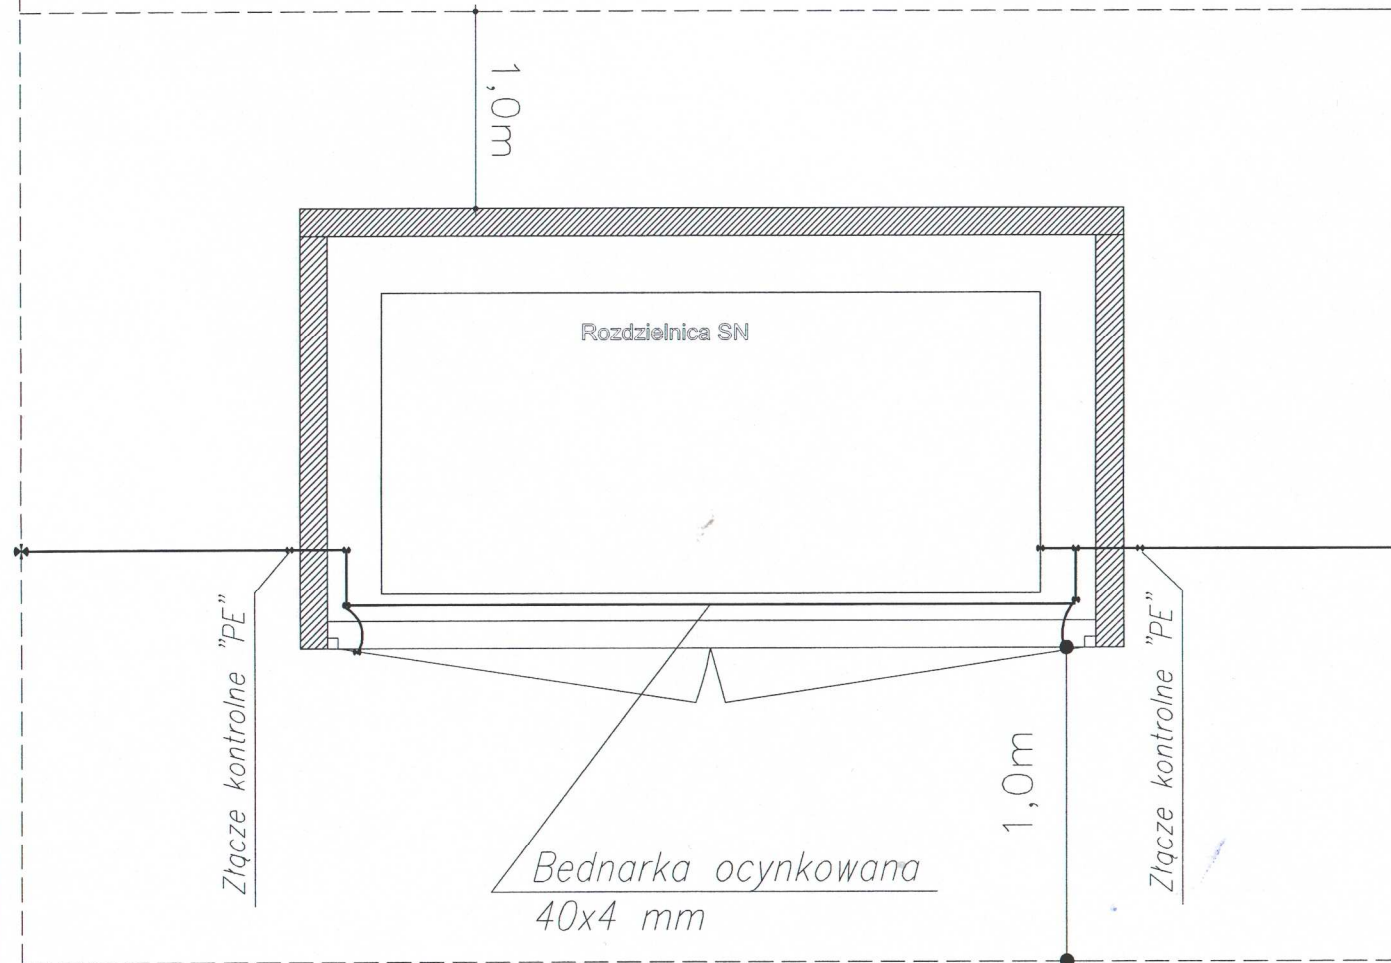 1,0m
Rozdzielnica SN
Złącze kontrolne "PE"
Złącze kontrolne "PE"
1,0m
Bednarka ocynkowana
40x4 mm